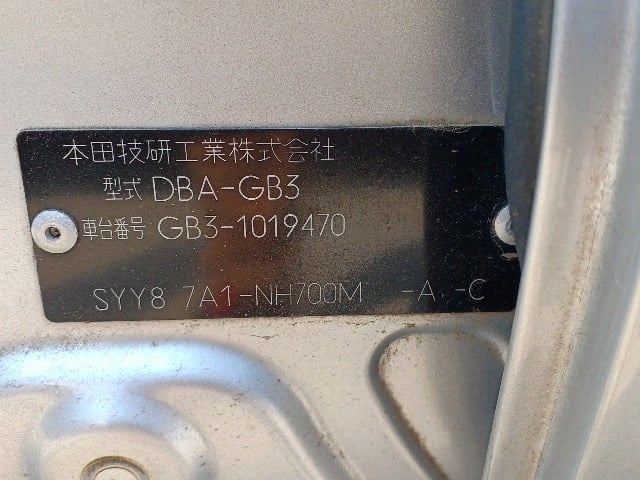 本田技研工業株式会社
型式 DBA-GB3
車台番号 GB3-1019470
SYY8 7A1-NH700M -A -C